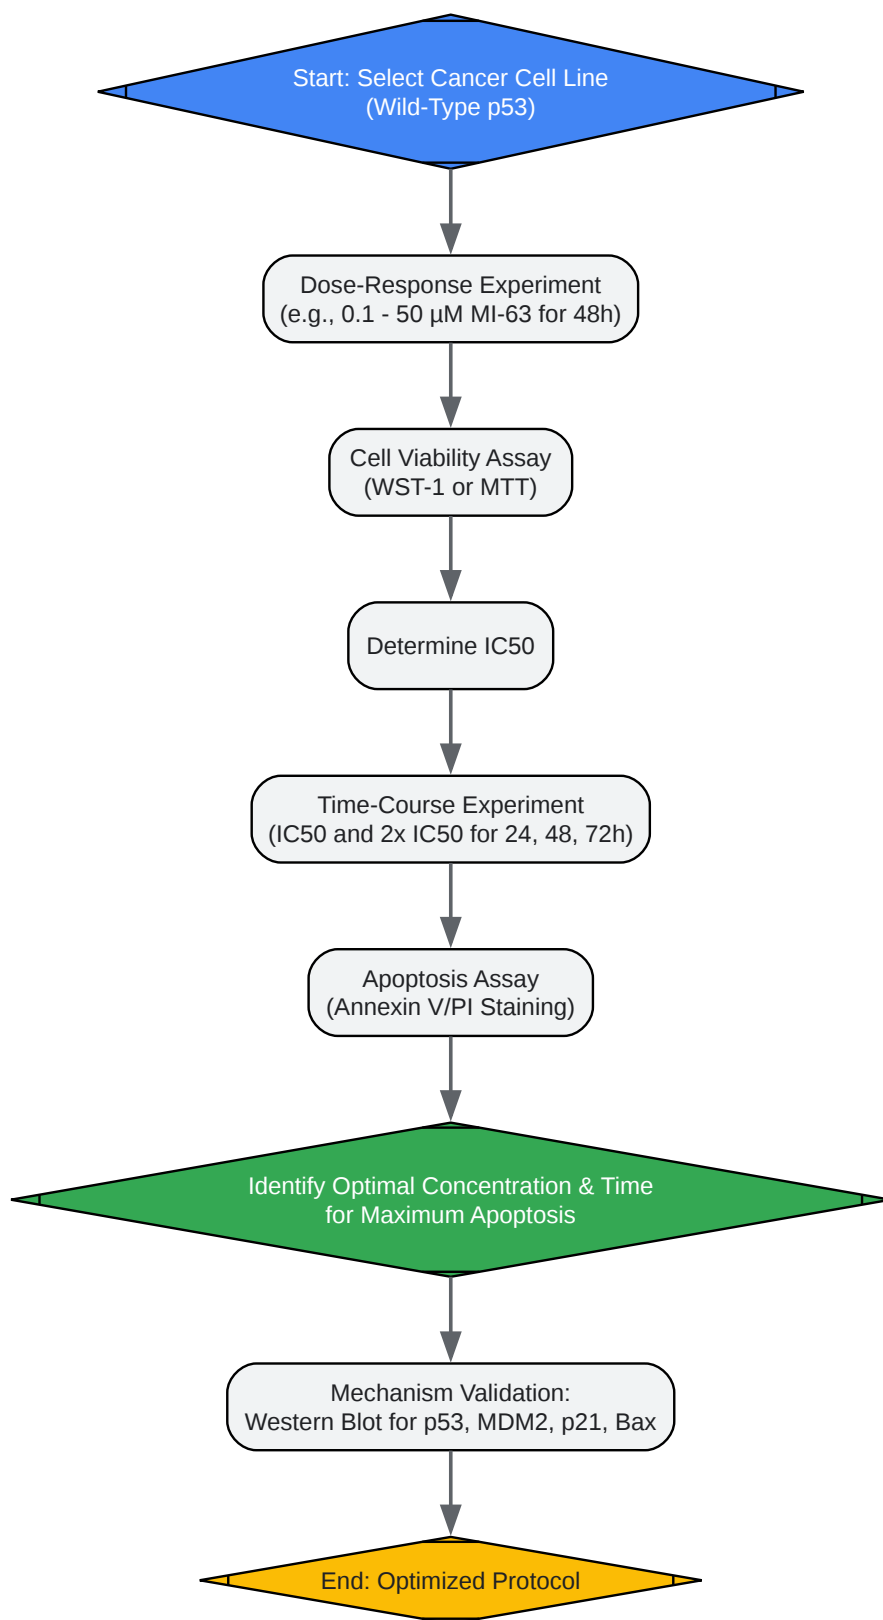 Start: Select Cancer Cell Line
(Wild-Type p53)
Dose-Response Experiment
(e.g., 0.1 - 50 µM MI-63 for 48h)
Cell Viability Assay
(WST-1 or MTT)
Determine IC50
Time-Course Experiment
(IC50 and 2x IC50 for 24, 48, 72h)
Apoptosis Assay
(Annexin V/PI Staining)
Identify Optimal Concentration & Time
for Maximum Apoptosis
Mechanism Validation:
Western Blot for p53, MDM2, p21, Bax
End: Optimized Protocol